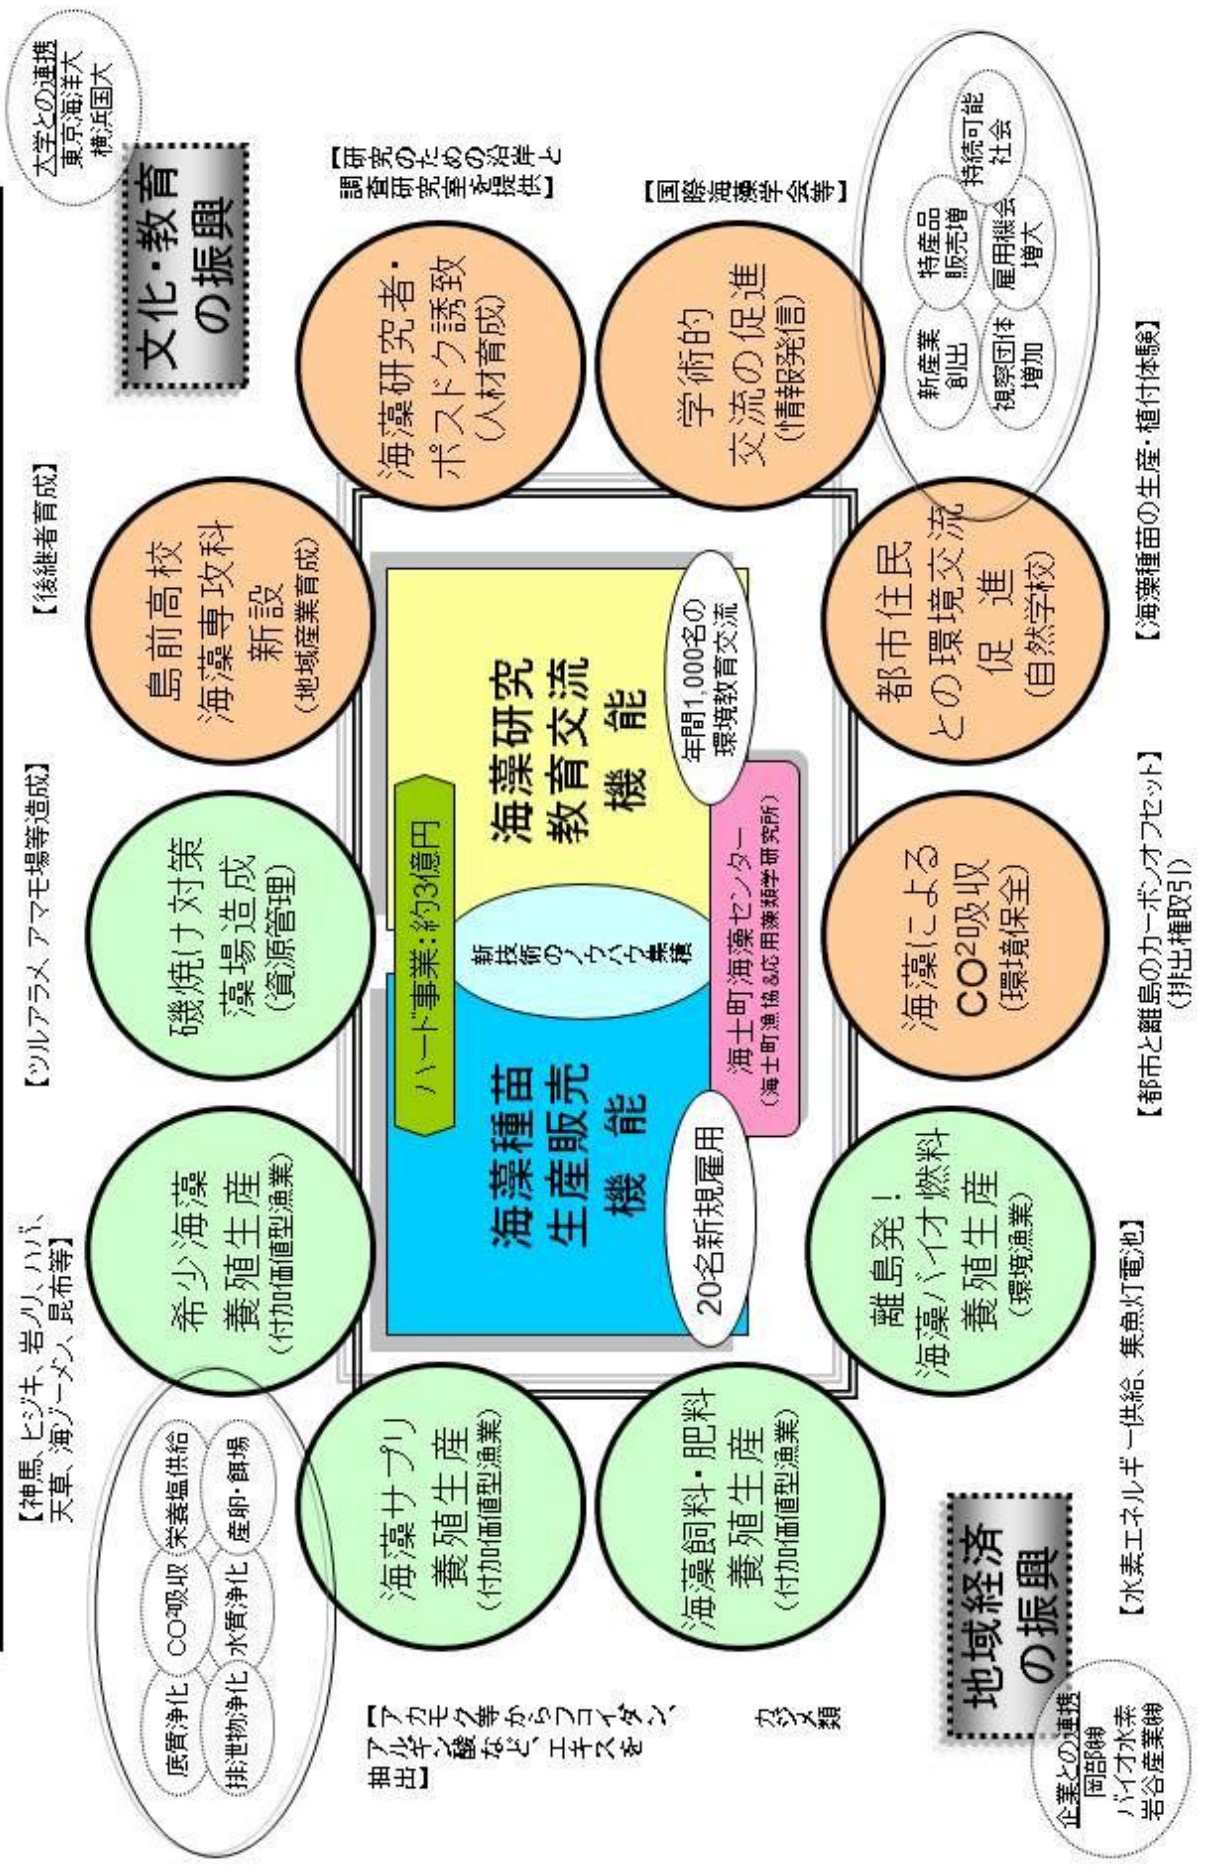 大学との連携
東京海洋大
横浜国大
文化・教育
の振興
【後継者育成】
【ツルアラメ、アマモ場等造成】
【神馬、ヒジキ、岩ノリ、ハバ、
天草、海ソーメン、昆布等】
島前高校
海藻専攻科
新設
(地域産業育成)
磯焼け対策
藻場造成
(資源管理)
希少海藻
養殖生産
(付加価値型漁業)
底質浄化
CO²吸収
栄養塩供給
排泄物浄化
水質浄化
産卵・餌場
【研究のための沿岸と
調査研究室を提供】
海藻研究者・
ポスドク誘致
(人材育成)
【国際海藻学会等】
学術的
交流の促進
(情報発信)
ハード事業:約3億円
海藻種苗
生産販売
機 能
新技術のノウハウ集積
海藻研究
教育交流
機 能
20名新規雇用
海士町海藻センター
(海士町漁協&応用藻類学研究所)
年間1,000名の
環境教育交流
海藻サプリ
養殖生産
(付加価値型漁業)
【アカモク等からフコイダン、
アルギン酸など、エキスを
抽出】
海藻飼料・肥料
養殖生産
(付加価値型漁業)
カジメ類
離島発!
海藻バイオ燃料
養殖生産
(環境漁業)
海藻による
CO²吸収
(環境保全)
都市住民
との環境交流
促 進
(自然学校)
新産業
創出
特産品
販売増
視察団体
増加
雇用機会
増大
持続可能
社会
地域経済
の振興
企業との連携
岡部㈱
バイオ水素
岩谷産業㈱
【水素エネルギー供給、集魚灯電池】
【都市と離島のカーボンオフセット】
(排出権取引)
【海藻種苗の生産・植付体験】